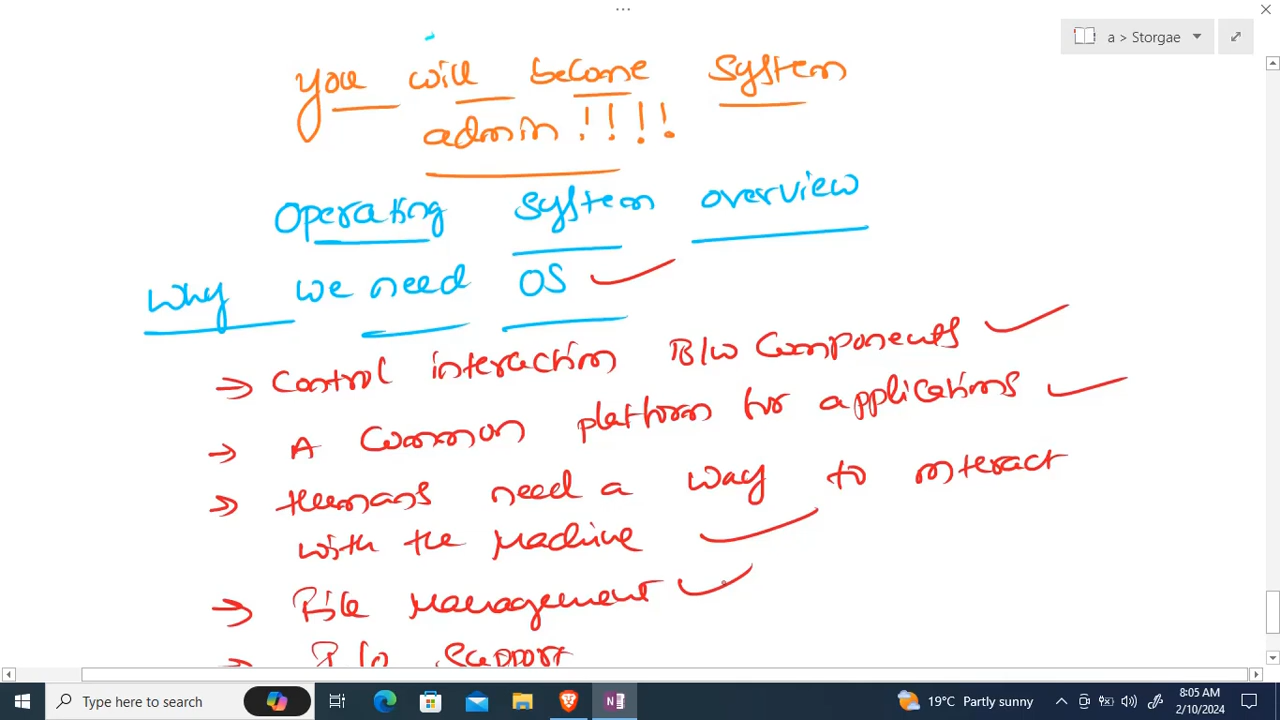 a > Storgae
you will become system
admin !!!!
Operating system overview
Why we need OS
→ Control interaction B/w Components
→ A Common platform for applications
→ Humans need a way to interact
with the Machine
→ File Management
→ I/o Support
Type here to search
19°C Partly sunny
8:05 AM
2/10/2024